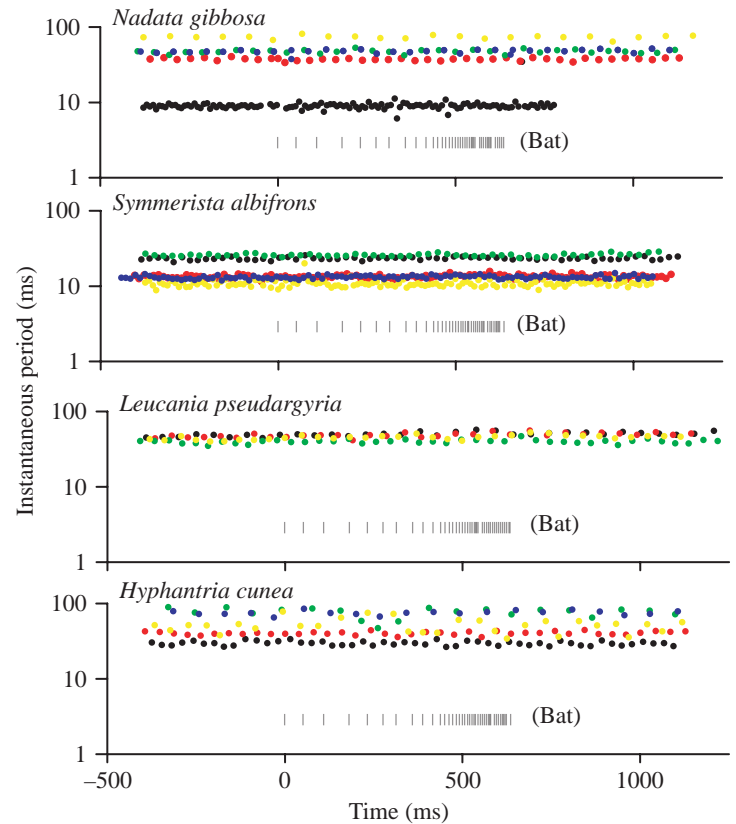 Nadata gibbosa
100
10
(Bat)
1
Symmerista albifrons
100
10
(Bat)
1
Leucania pseudargyria
100
10
(Bat)
1
Hyphantria cunea
100
10
(Bat)
1
Instantaneous period (ms)
–500 0 500 1000
Time (ms)